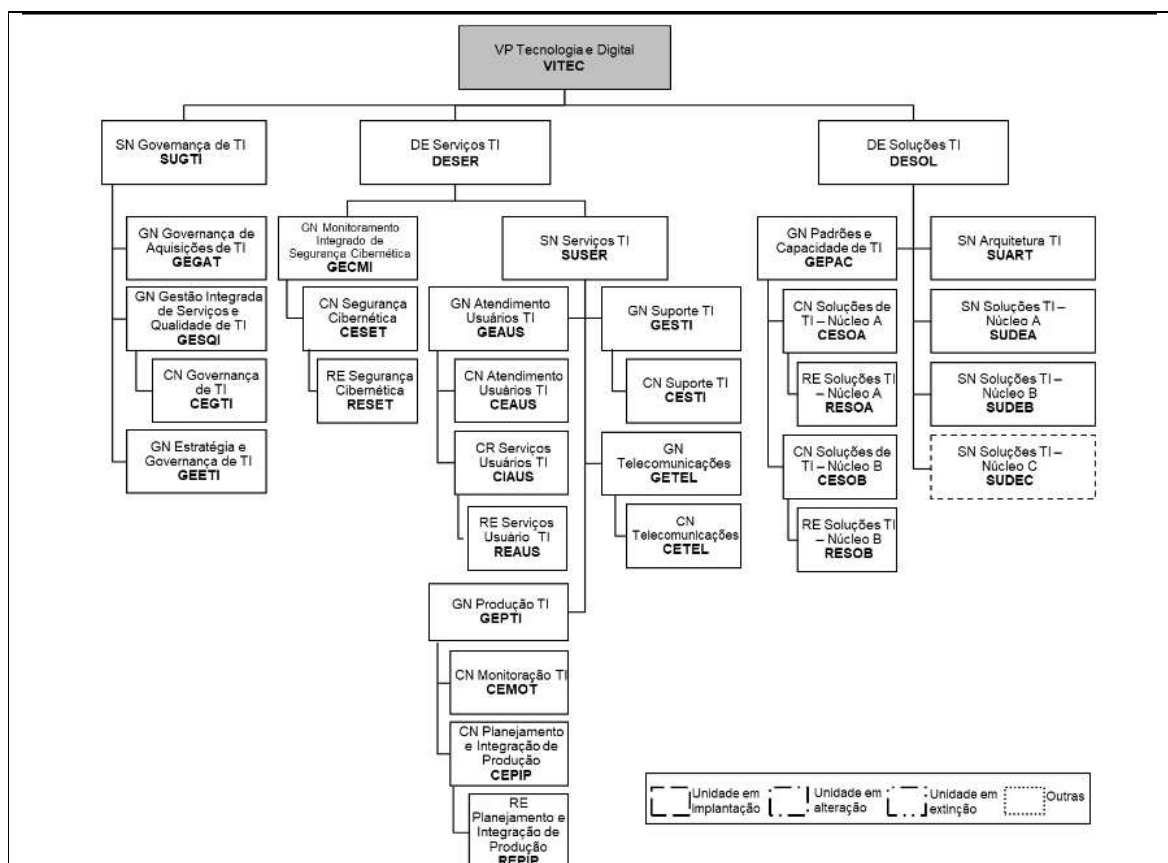 VP Tecnologia e Digital
VITEC
SN Governança de TI
SUGTI
DE Serviços TI
DESER
DE Soluções TI
DESOL
GN Governança de
Aquisições de TI
GEGAT
GN Gestão Integrada
de Serviços e
Qualidade de TI
GESQI
CN Governança
de TI
CEGTI
GN Estratégia e
Governança de TI
GEETI
GN Monitoramento
Integrado de
Segurança Cibernética
GECMI
CN Segurança
Cibernética
CESET
RE Segurança
Cibernética
RESET
SN Serviços TI
SUSER
GN Atendimento
Usuários TI
GEAUS
CN Atendimento
Usuários TI
CEAUS
CR Serviços
Usuários TI
CIAUS
RE Serviços
Usuário TI
REAUS
GN Suporte TI
GESTI
CN Suporte TI
CESTI
GN
Telecomunicações
GETEL
CN
Telecomunicações
CETEL
GN Produção TI
GEPTI
CN Monitoração TI
CEMOT
CN Planejamento
e Integração de
Produção
CEPIP
RE
Planejamento e
Integração de
Produção
REPIP
GN Padrões e
Capacidade de TI
GEPAC
CN Soluções de
TI – Núcleo A
CESOA
RE Soluções TI
– Núcleo A
RESOA
CN Soluções de
TI – Núcleo B
CESOB
RE Soluções TI
– Núcleo B
RESOB
SN Arquitetura TI
SUART
SN Soluções TI –
Núcleo A
SUDEA
SN Soluções TI –
Núcleo B
SUDEB
SN Soluções TI –
Núcleo C
SUDEC
Unidade em
implantação
Unidade em
alteração
Unidade em
extinção
Outras